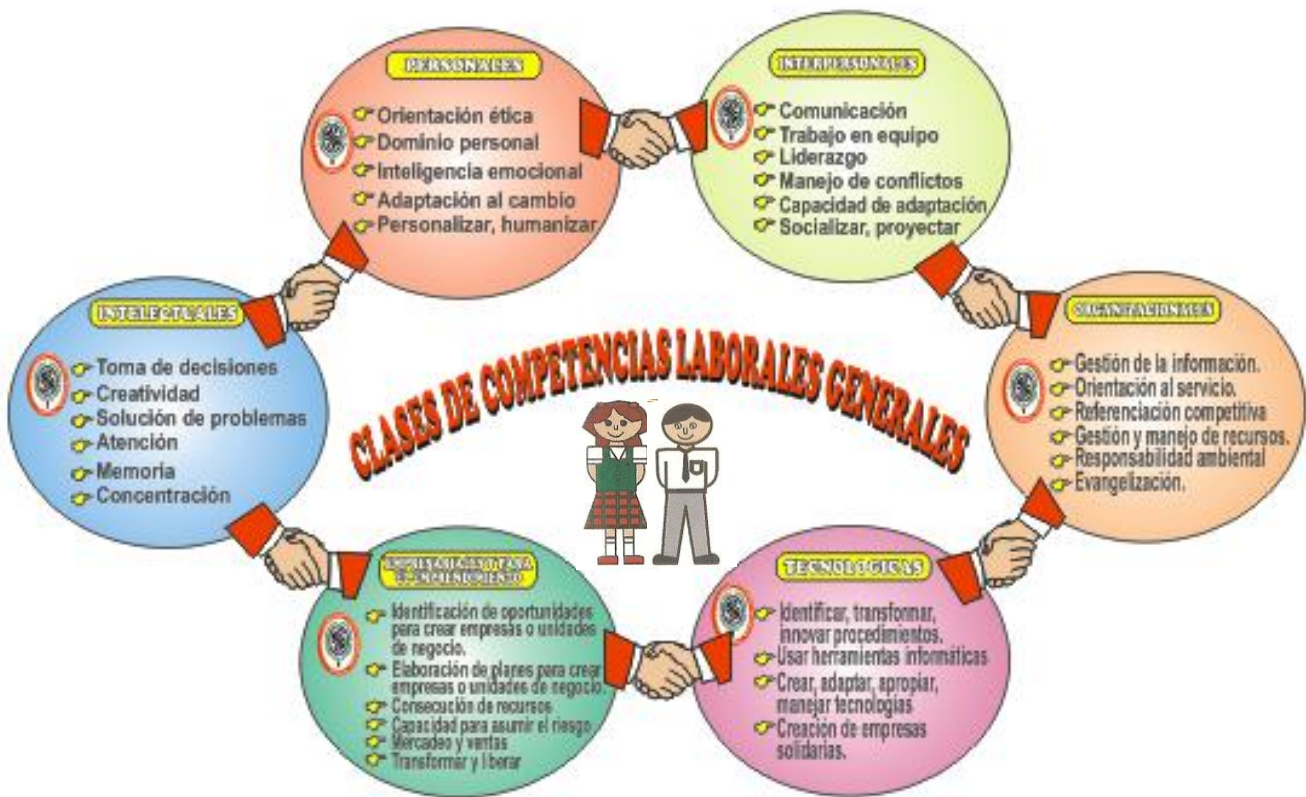 PERSONALES
Orientación ética
Dominio personal
Inteligencia emocional
Adaptación al cambio
Personalizar, humanizar
INTERPERSONALES
Comunicación
Trabajo en equipo
Liderazgo
Manejo de conflictos
Capacidad de adaptación
Socializar, proyectar
INTELECTUALES
Toma de decisiones
Creatividad
Solución de problemas
Atención
Memoria
Concentración
CLASES DE COMPETENCIAS LABORALES GENERALES
ORGANIZACIONALES
Gestión de la información.
Orientación al servicio.
Referenciación competitiva
Gestión y manejo de recursos.
Responsabilidad ambiental
Evangelización.
EMPRESARIALES Y PARA
Identificación de oportunidades
para crear empresas o unidades
de negocio.
Elaboración de planes para crear
empresas o unidades de negocio.
Consecución de recursos
Capacidad para asumir el riesgo
Mercadeo y ventas
Transformar y liberar
TECNOLOGICAS
Identificar, transformar,
innovar procedimientos.
Usar herramientas informáticas
Crear, adaptar, apropiar,
manejar tecnologías
Creación de empresas
solidarias.